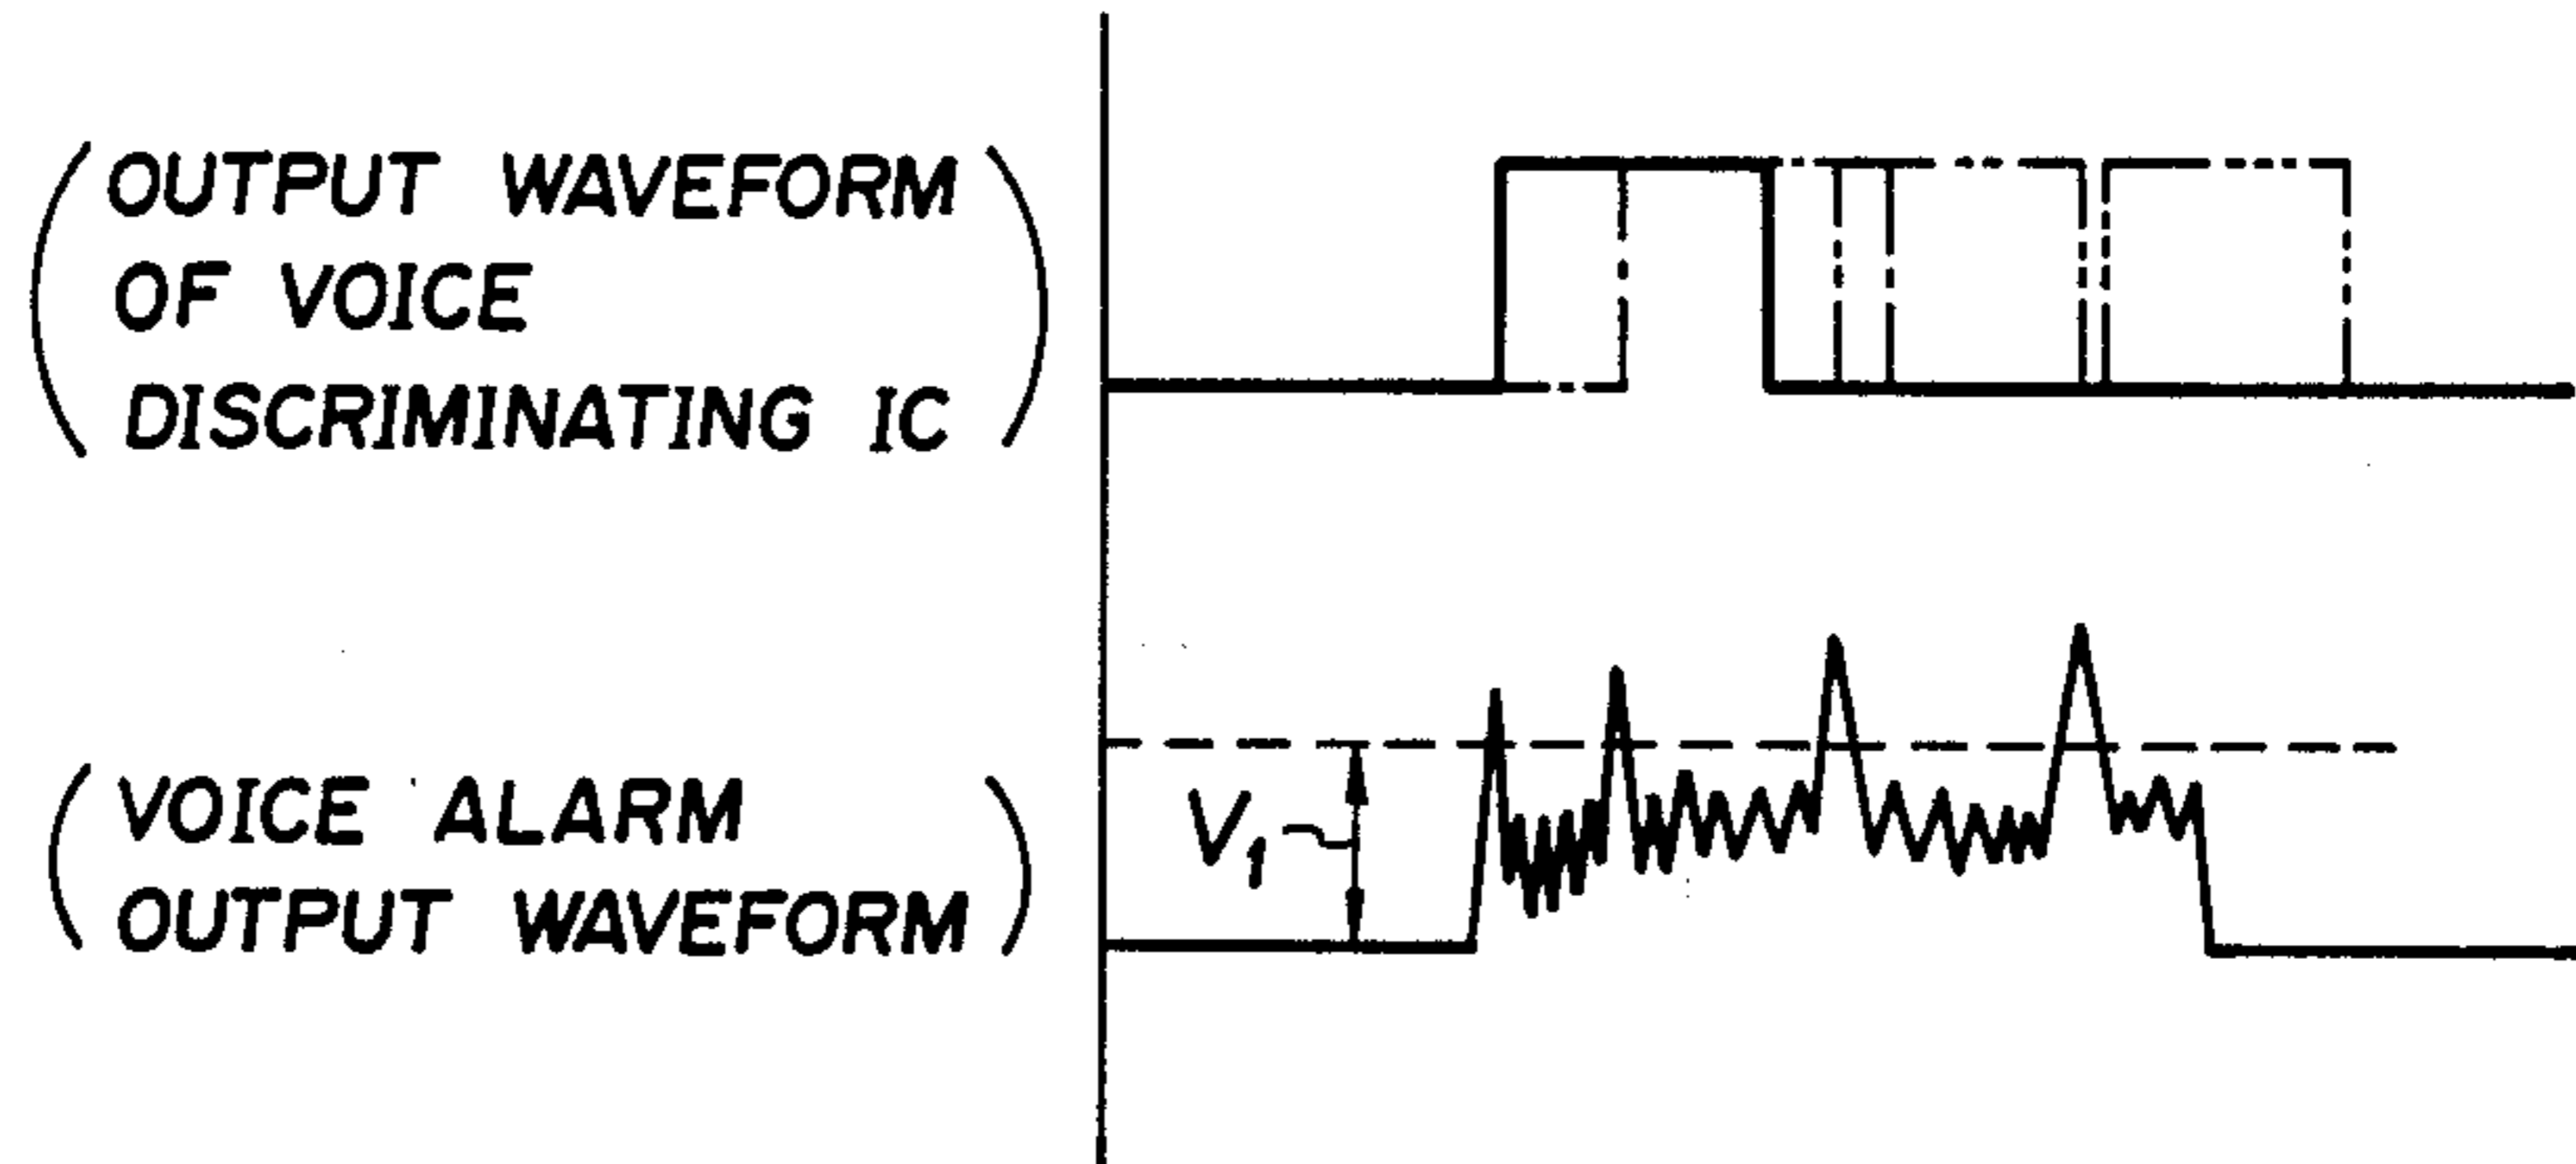 OUTPUT WAVEFORM
OF VOICE
DISCRIMINATING IC
VOICE ALARM
OUTPUT WAVEFORM
V1